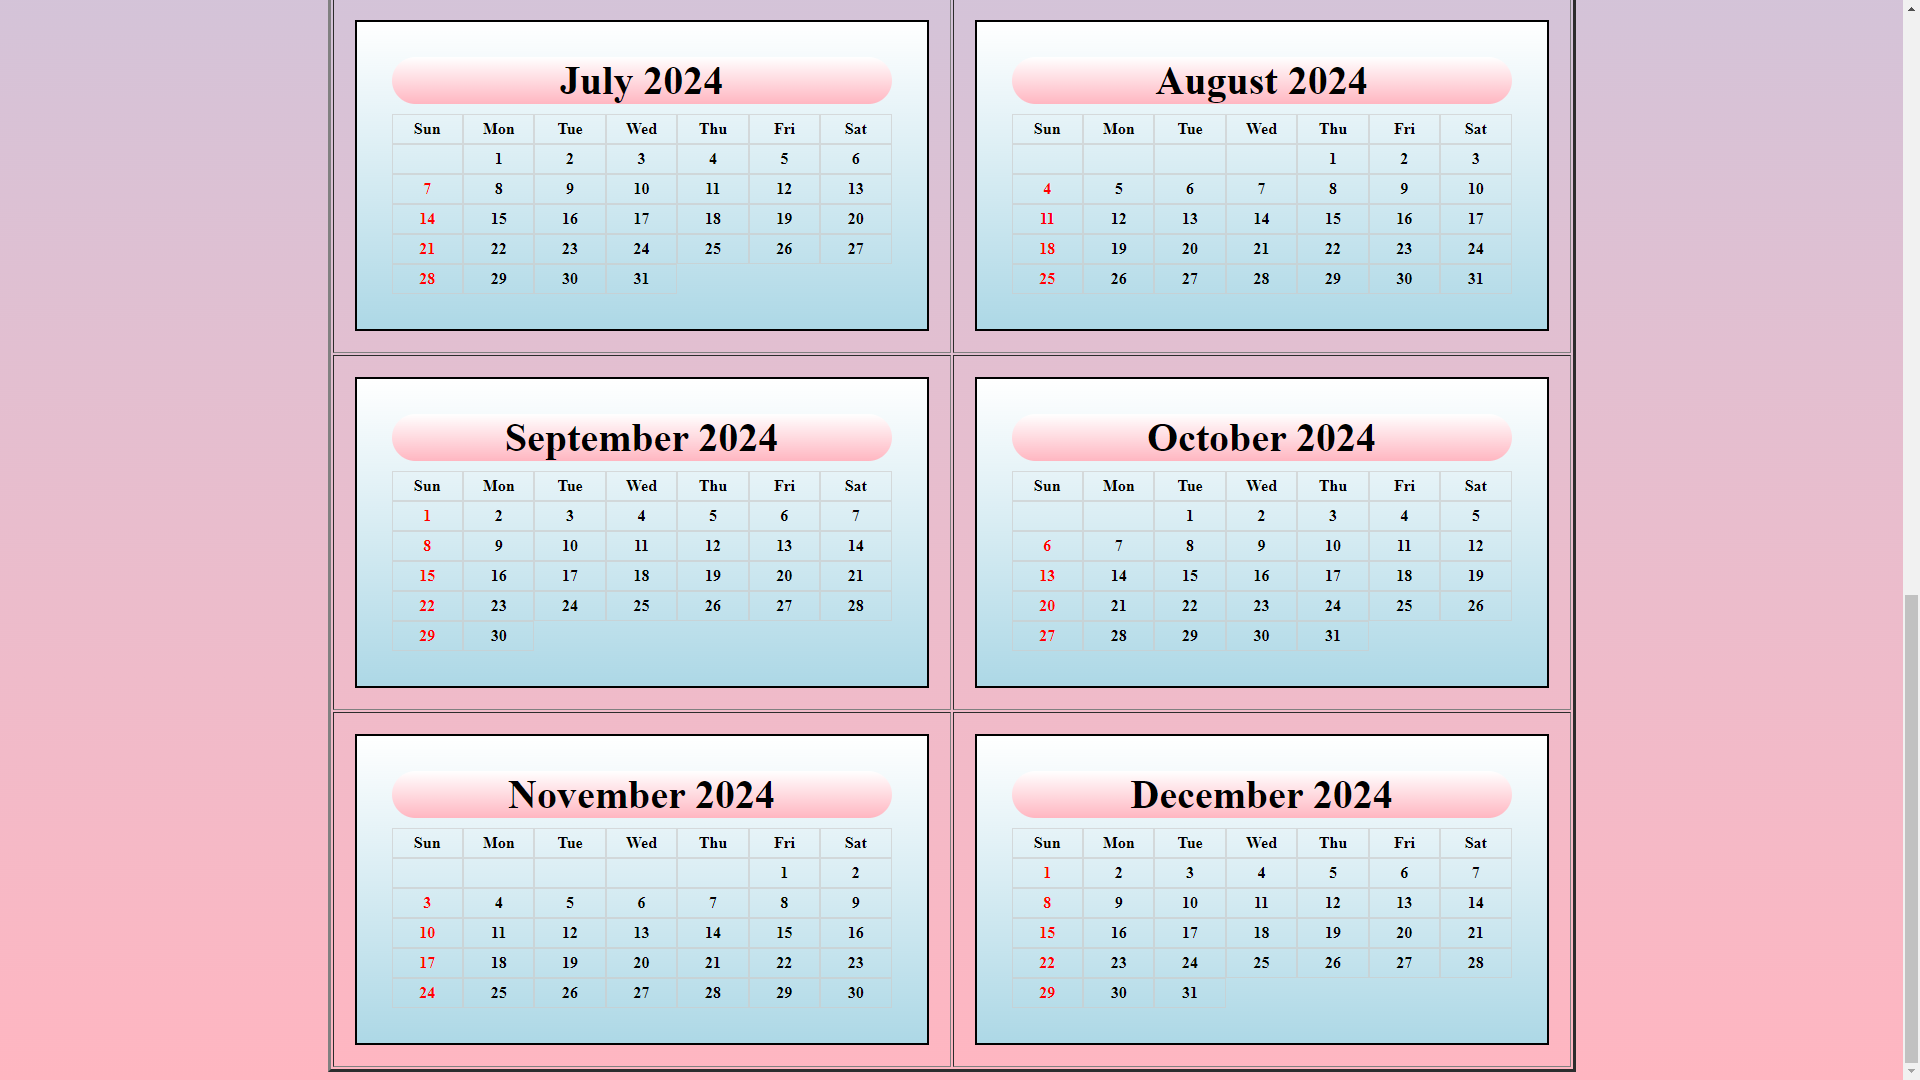 July 2024
Sun Mon Tue Wed Thu Fri Sat
1 2 3 4 5 6
7 8 9 10 11 12 13
14 15 16 17 18 19 20
21 22 23 24 25 26 27
28 29 30 31
August 2024
Sun Mon Tue Wed Thu Fri Sat
1 2 3
4 5 6 7 8 9 10
11 12 13 14 15 16 17
18 19 20 21 22 23 24
25 26 27 28 29 30 31
September 2024
Sun Mon Tue Wed Thu Fri Sat
1 2 3 4 5 6 7
8 9 10 11 12 13 14
15 16 17 18 19 20 21
22 23 24 25 26 27 28
29 30
October 2024
Sun Mon Tue Wed Thu Fri Sat
1 2 3 4 5
6 7 8 9 10 11 12
13 14 15 16 17 18 19
20 21 22 23 24 25 26
27 28 29 30 31
November 2024
Sun Mon Tue Wed Thu Fri Sat
1 2
3 4 5 6 7 8 9
10 11 12 13 14 15 16
17 18 19 20 21 22 23
24 25 26 27 28 29 30
December 2024
Sun Mon Tue Wed Thu Fri Sat
1 2 3 4 5 6 7
8 9 10 11 12 13 14
15 16 17 18 19 20 21
22 23 24 25 26 27 28
29 30 31